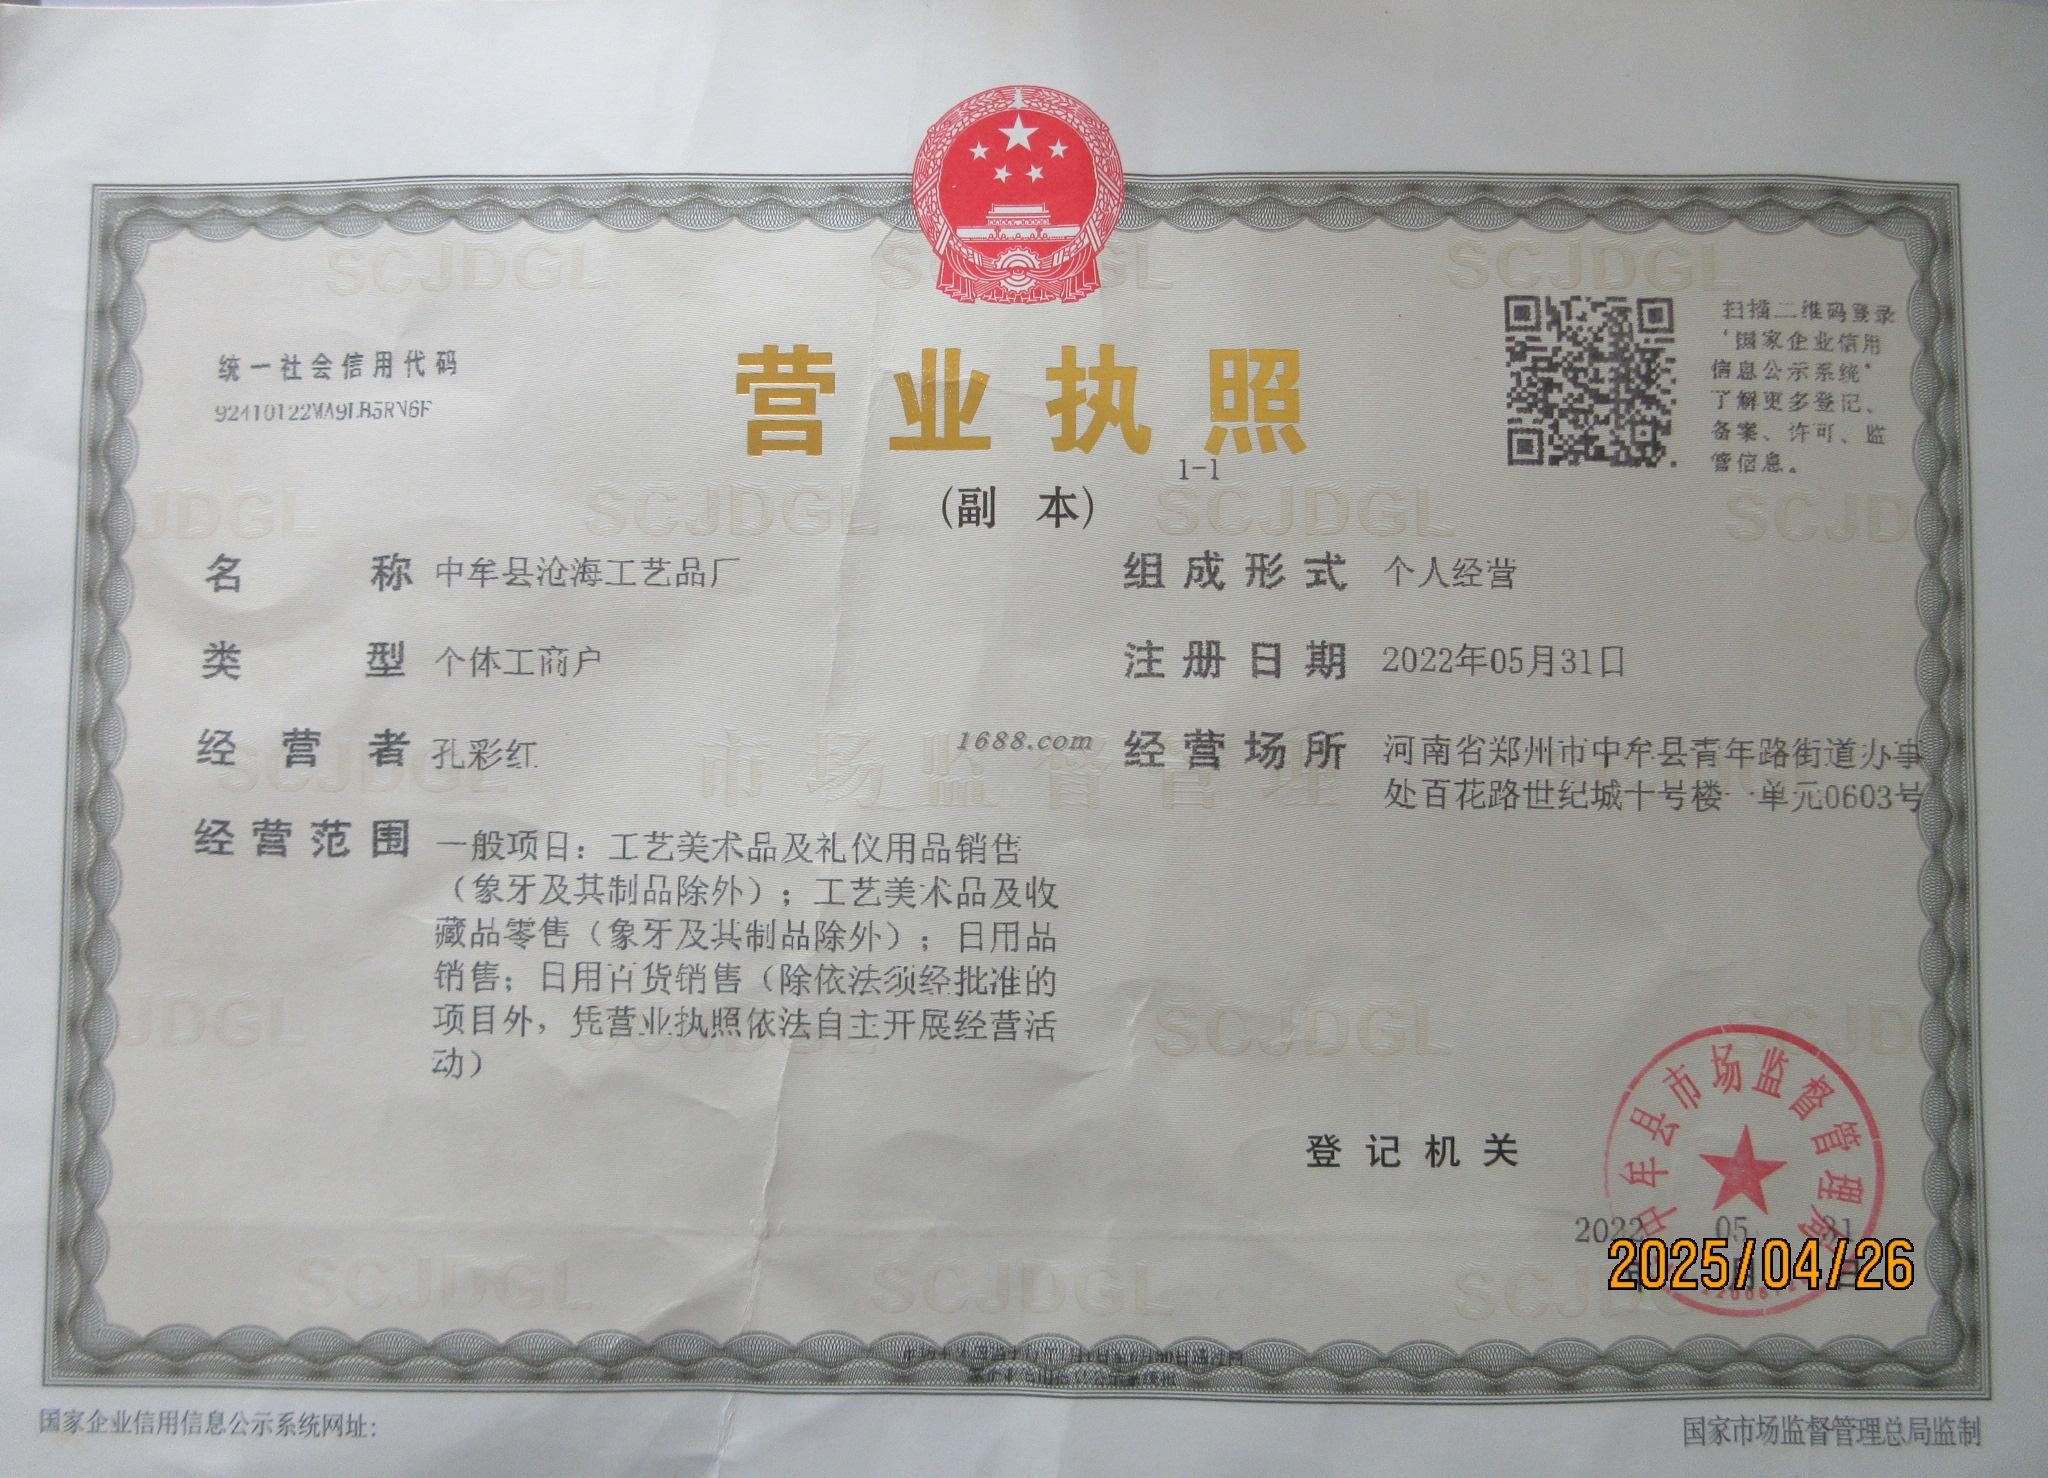 统一社会信用代码
92410122MA9LB5RN6F
营业执照
1-1
(副 本)
扫描二维码登录
‘国家企业信用
信息公示系统’
了解更多登记、
备案、许可、监
管信息。
名 称 中牟县沧海工艺品厂
类 型 个体工商户
经 营 者 孔彩红
经 营 范 围 一般项目：工艺美术品及礼仪用品销售
（象牙及其制品除外）；工艺美术品及收
藏品零售（象牙及其制品除外）；日用品
销售；日用百货销售（除依法须经批准的
项目外，凭营业执照依法自主开展经营活
动）
组 成 形 式 个人经营
注 册 日 期 2022年05月31日
经 营 场 所 河南省郑州市中牟县青年路街道办事
处百花路世纪城十号楼一单元0603号
1688.com
市场监督管理
SCJDGL
登 记 机 关
中牟县市场监督管理局
2022 05 31
年 月 日
2025/04/26
国家企业信用信息公示系统网址：
国家市场监督管理总局监制